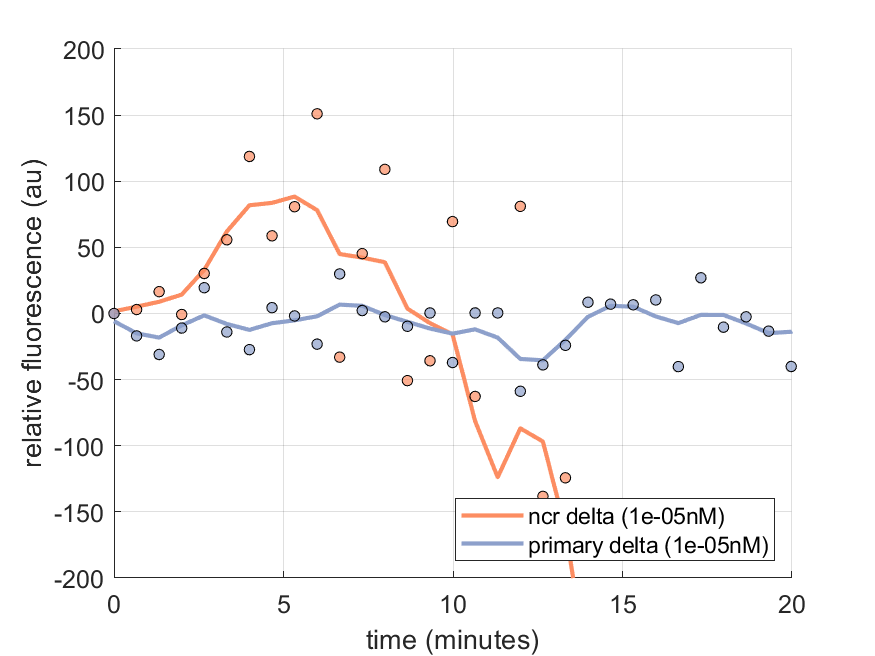 200
150
100
50
0
-50
-100
-150
-200
relative fluorescence (au)
0 5 10 15 20
time (minutes)
ncr delta (1e-05nM)
primary delta (1e-05nM)